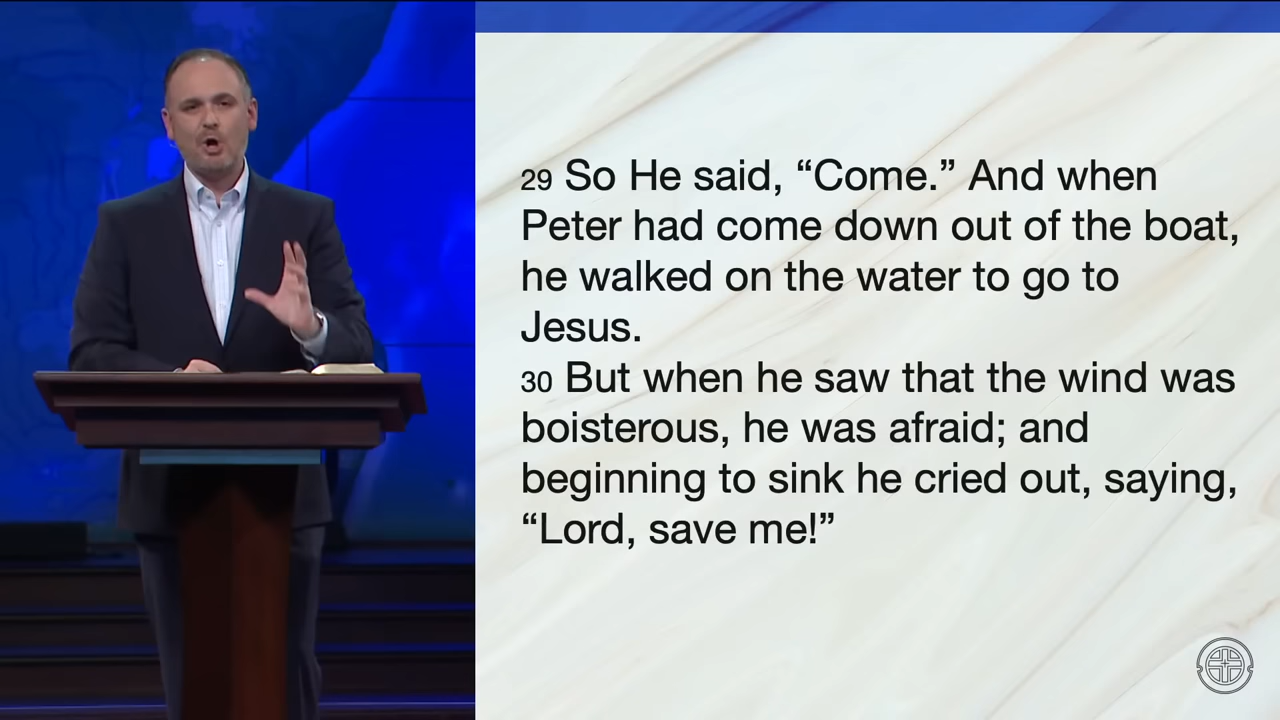 29 So He said, “Come.” And when
Peter had come down out of the boat,
he walked on the water to go to
Jesus.
30 But when he saw that the wind was
boisterous, he was afraid; and
beginning to sink he cried out, saying,
“Lord, save me!”